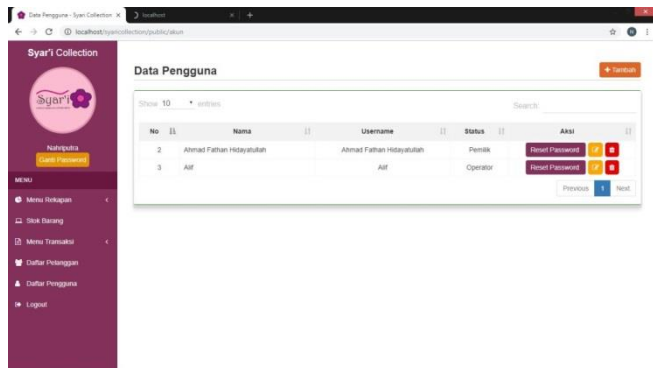 Data Pengguna - Syari Collection
localhost
localhost/syaricollection/public/akun
Syar'i Collection
Syar'i
Nahriputra
Ganti Password
MENU
Menu Rekapan
Stok Barang
Menu Transaksi
Daftar Pelanggan
Daftar Pengguna
Logout
Data Pengguna
+ Tambah
Show 10 entries
Search:
No Nama Username Status Aksi
2 Ahmad Fathan Hidayatullah Ahmad Fathan Hidayatullah Pemilik Reset Password
3 Alif Alif Operator Reset Password
Previous 1 Next